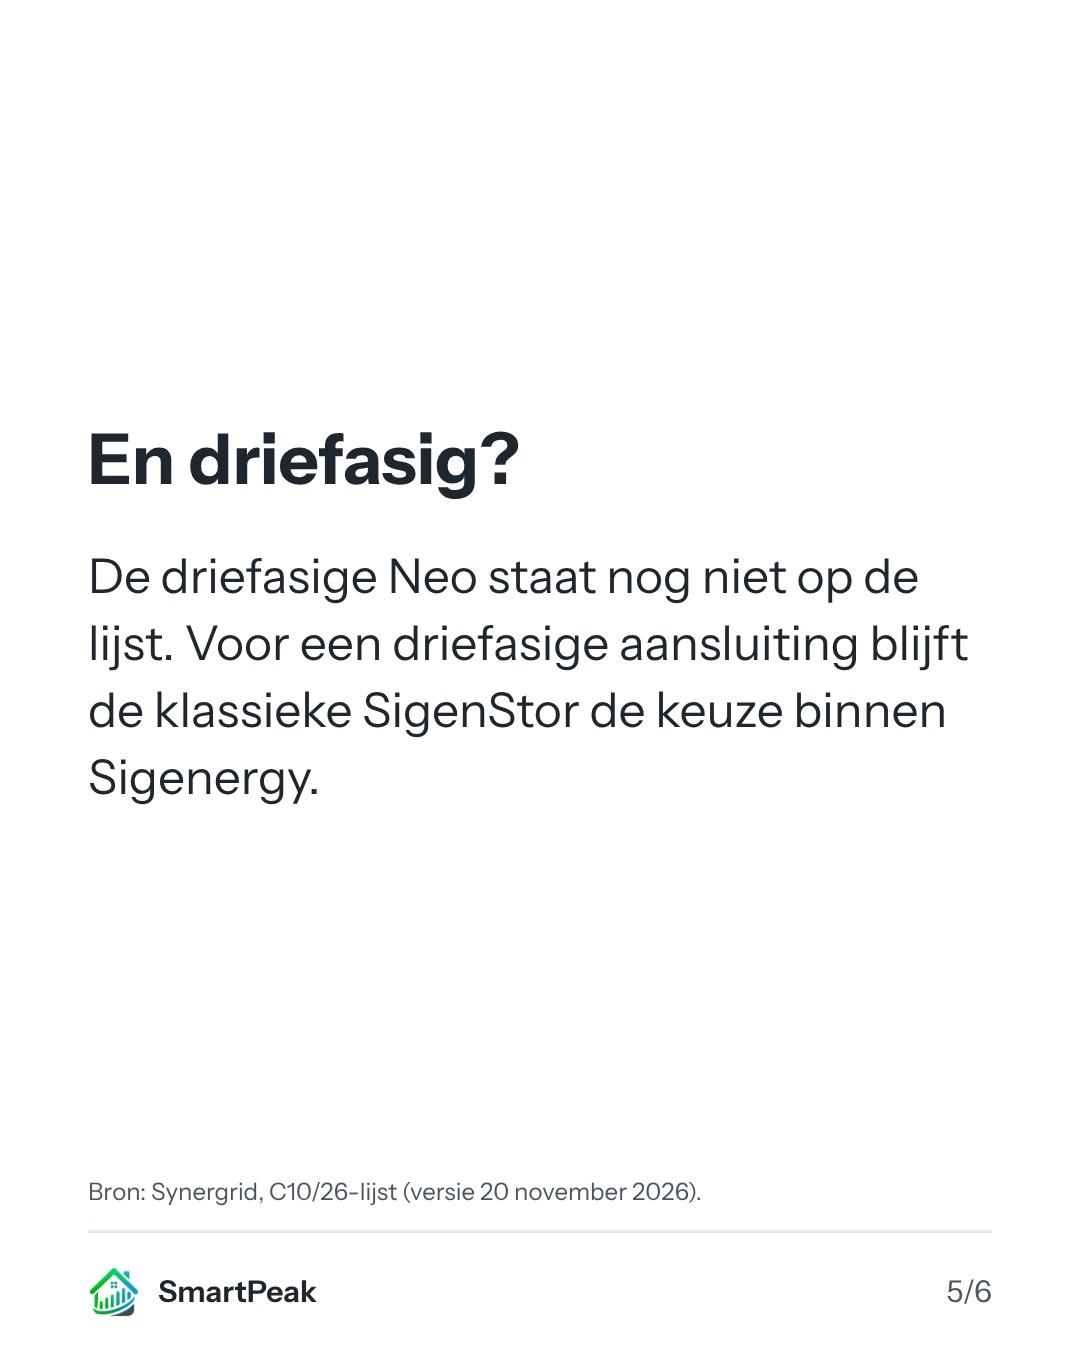 En driefasig?
De driefasige Neo staat nog niet op de
lijst. Voor een driefasige aansluiting blijft
de klassieke SigenStor de keuze binnen
Sigenergy.
Bron: Synergrid, C10/26-lijst (versie 20 november 2026).
SmartPeak
5/6